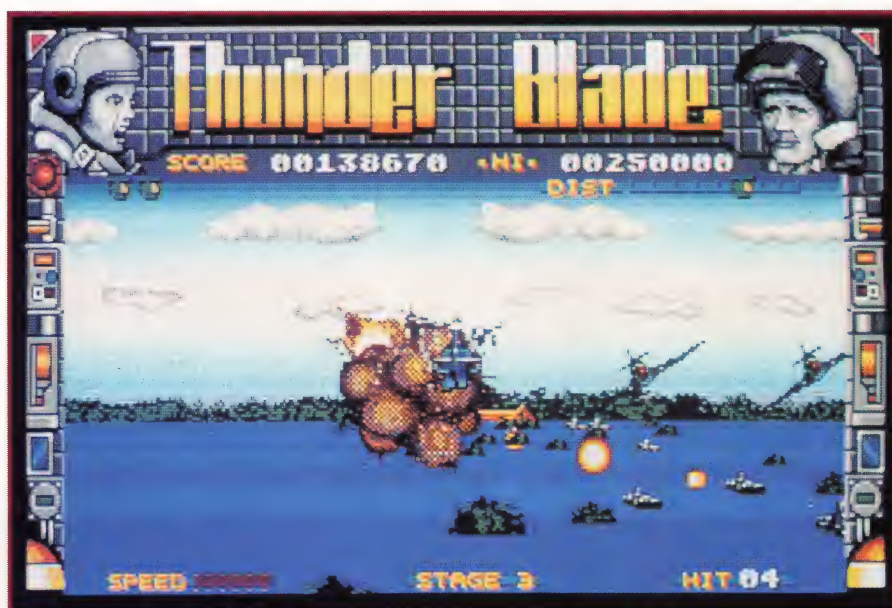 Thunder Blade
SCORE 00138670 •HI• 00250000
DIST
SPEED STAGE 3 HIT 04